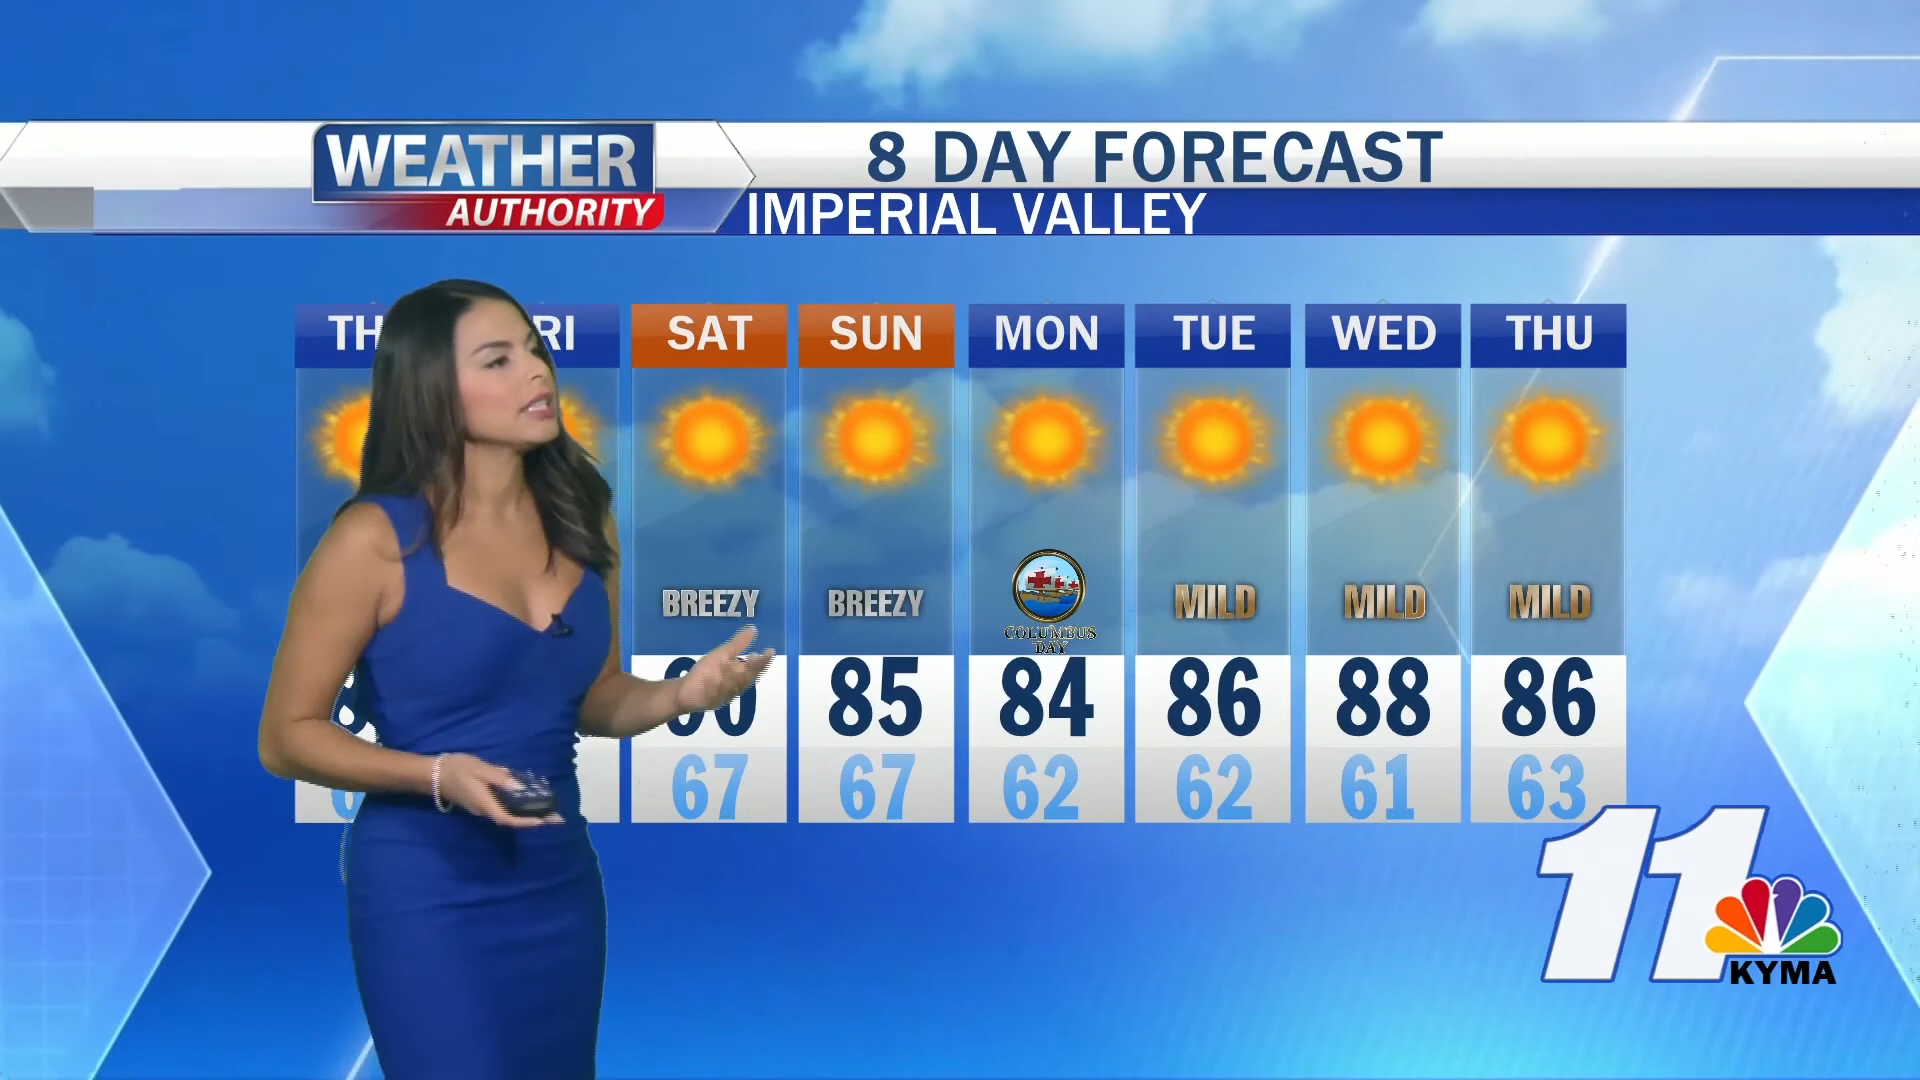 WEATHER
AUTHORITY
8 DAY FORECAST
IMPERIAL VALLEY
SAT SUN MON TUE WED THU
BREEZY BREEZY MILD MILD MILD
COLUMBUS
DAY
85 84 86 88 86
67 67 62 62 61 63
11
KYMA